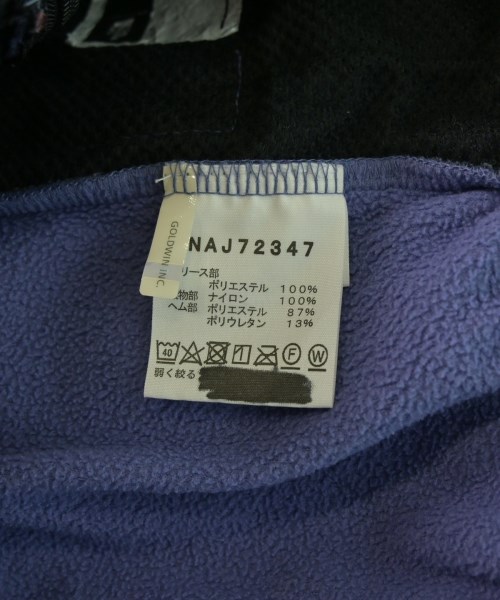 GOLDWIN INC.
NAJ72347
リース部
ポリエステル 100%
物部 ナイロン 100%
ヘム部 ポリエステル 87%
ポリウレタン 13%
40 F W
弱く絞る